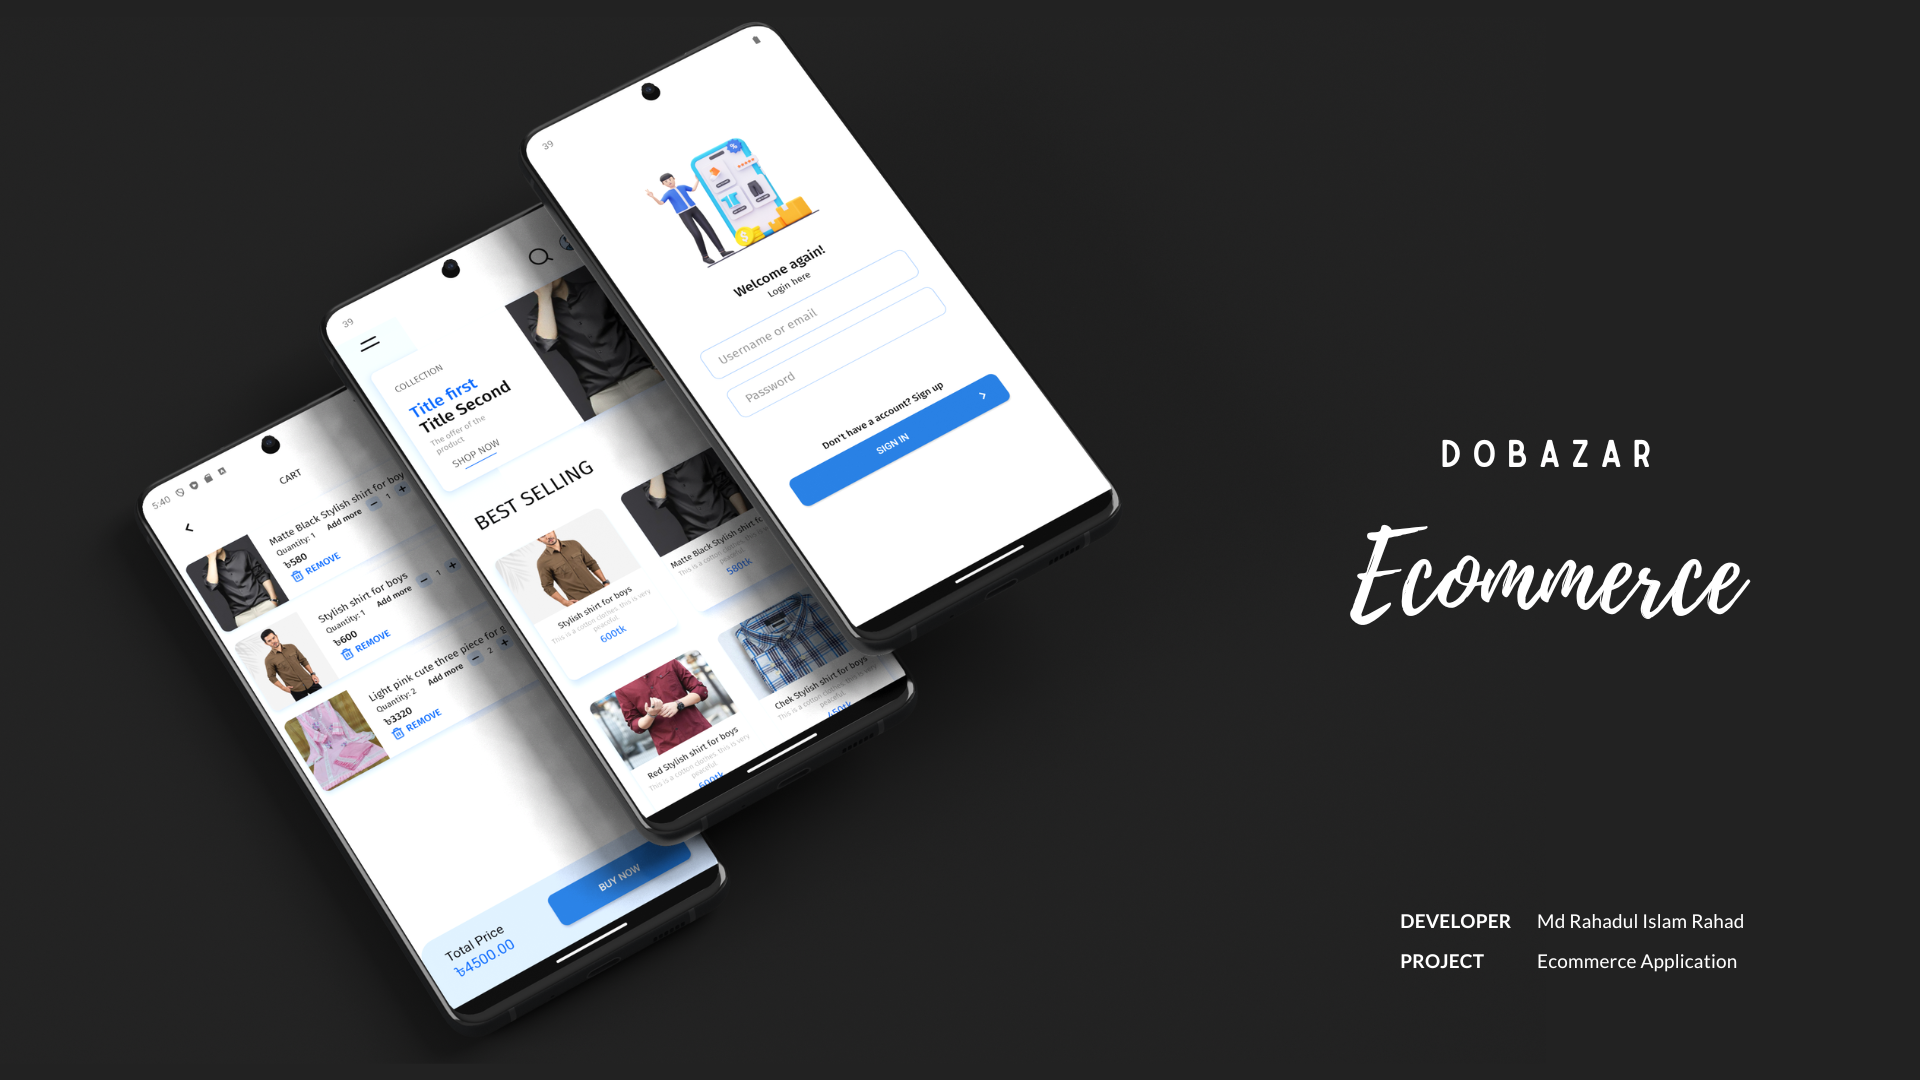 5:40
CART
Matte Black Stylish shirt for boy
Quantity: 1
Add more
1
৳580
REMOVE
Stylish shirt for boys
Quantity: 1
Add more
1
৳600
REMOVE
Light pink cute three piece for g
Quantity: 2
Add more
2
৳3320
REMOVE
Total Price
৳4500.00
BUY NOW
39
COLLECTION
Title first
Title Second
The offer of the
product
SHOP NOW
BEST SELLING
Stylish shirt for boys
This is a cotton clothes. this is very
peaceful
600tk
Matte Black Stylish shirt fo
This is a cotton clothes. this is
peaceful
580tk
Red Stylish shirt for boys
This is a cotton clothes. this is very
peaceful
600tk
Chek Stylish shirt for boys
This is a cotton clothes. this is very
peaceful
450tk
39
Welcome again!
Login here
Username or email
Password
Don't have a account? Sign up
SIGN IN
DOBAZAR
Ecommerce
DEVELOPER Md Rahadul Islam Rahad
PROJECT Ecommerce Application